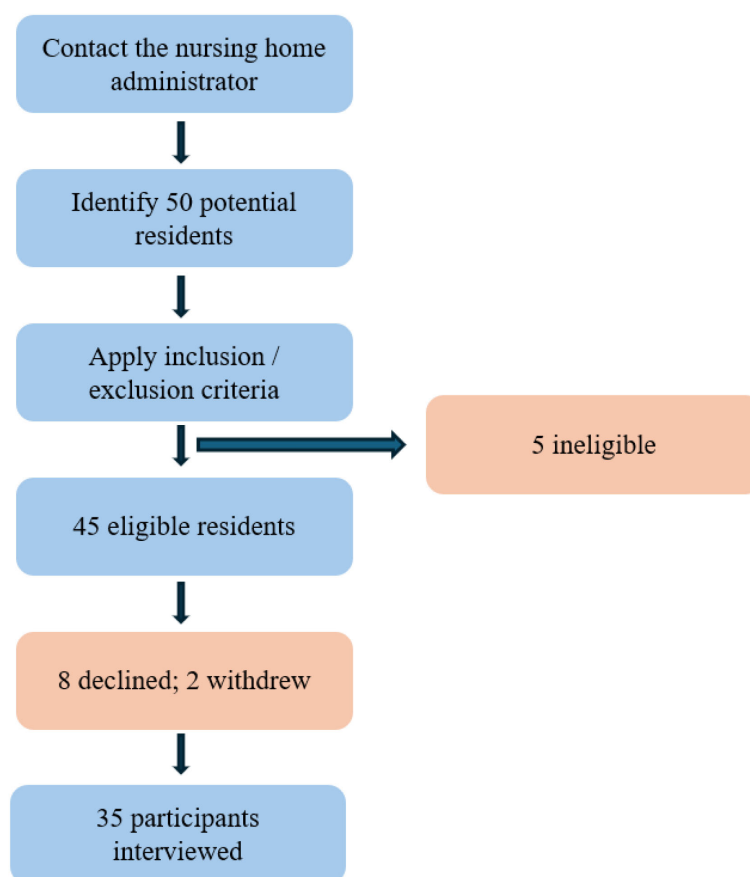 Contact the nursing home
administrator
Identify 50 potential
residents
Apply inclusion /
exclusion criteria
5 ineligible
45 eligible residents
8 declined; 2 withdrew
35 participants
interviewed